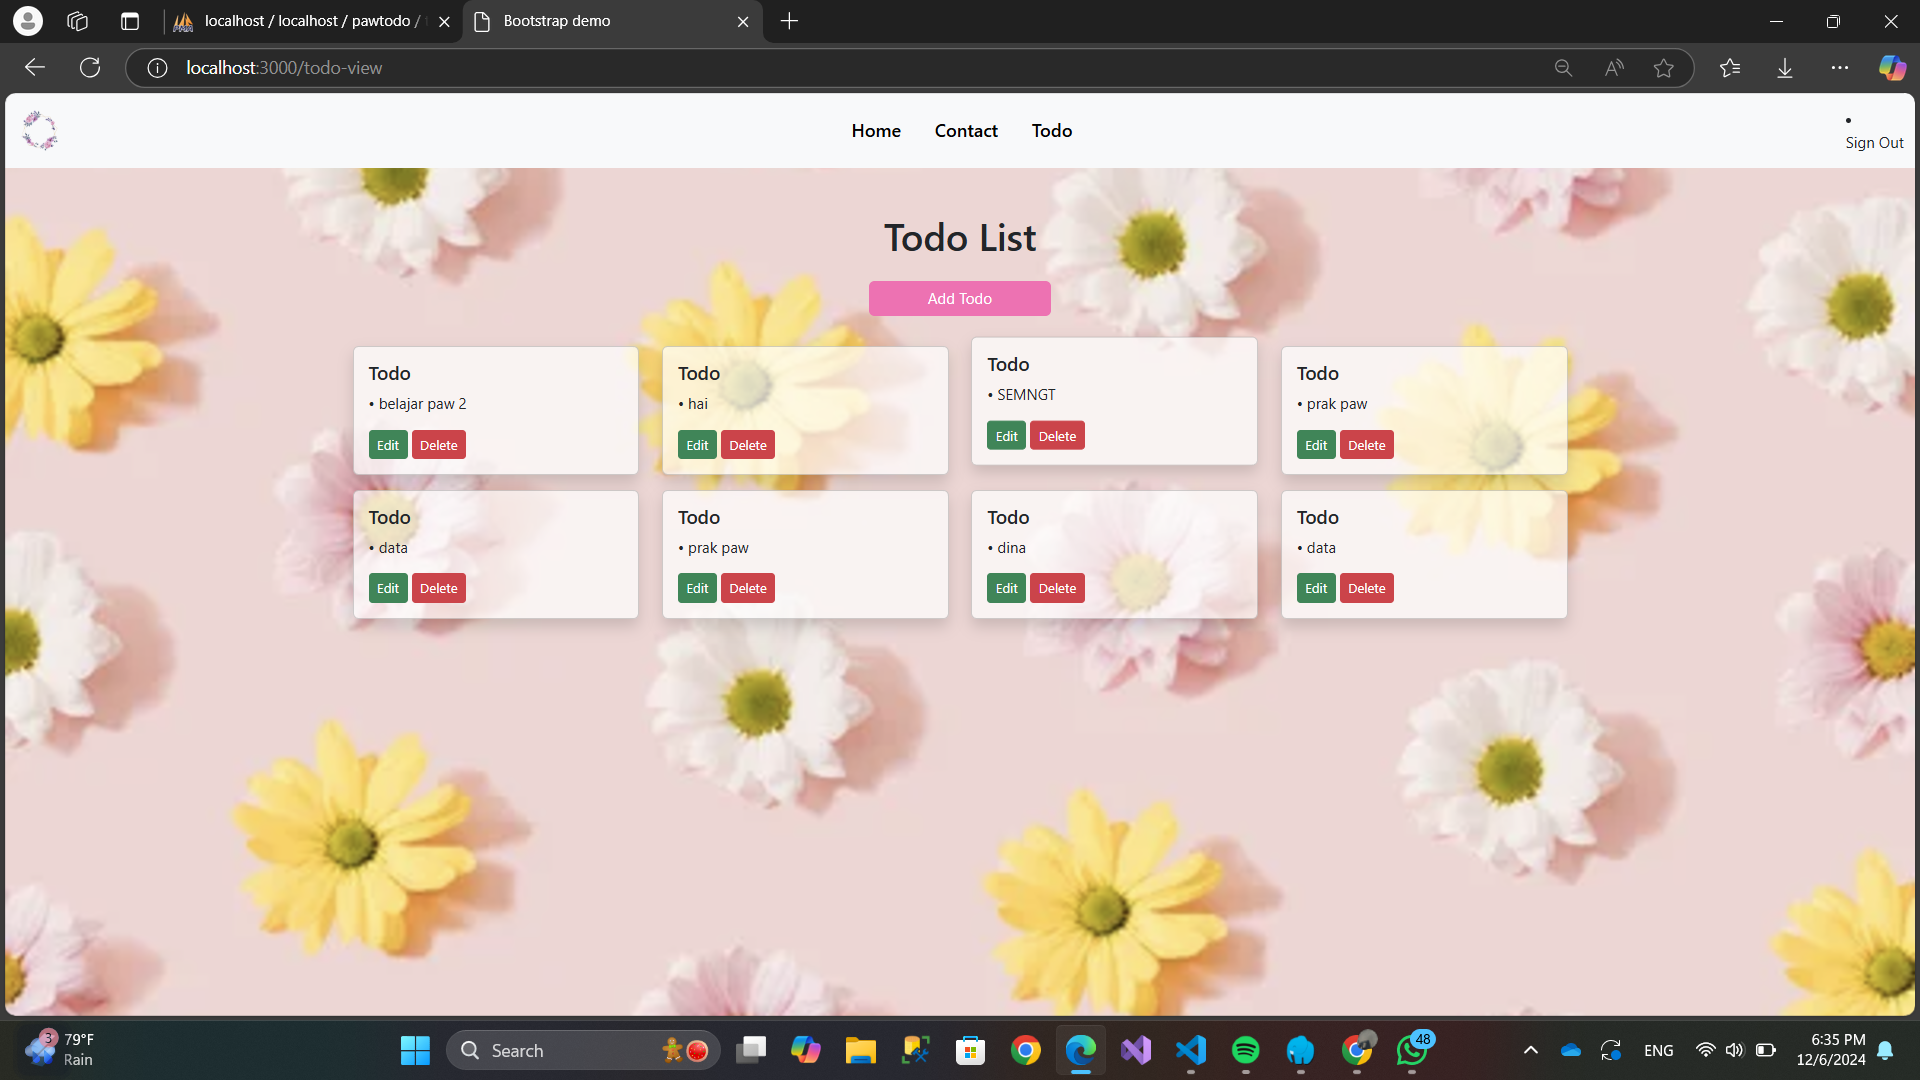 localhost / localhost / pawtodo /
Bootstrap demo
localhost:3000/todo-view
Home
Contact
Todo
• 
Sign Out
Todo List
Add Todo
Todo
• belajar paw 2
Edit
Delete
Todo
• hai
Edit
Delete
Todo
• SEMNGT
Edit
Delete
Todo
• prak paw
Edit
Delete
Todo
• data
Edit
Delete
Todo
• prak paw
Edit
Delete
Todo
• dina
Edit
Delete
Todo
• data
Edit
Delete
3
79°F
Rain
Search
48
ENG
6:35 PM
12/6/2024